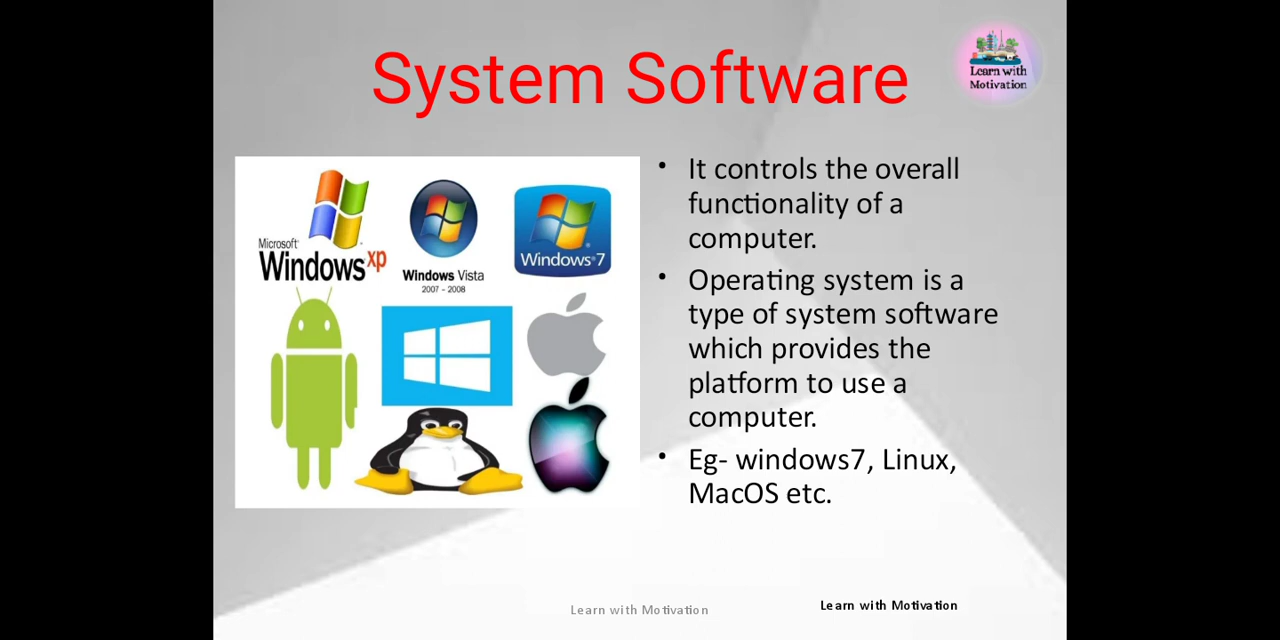 System Software
Learn with
Motivation
Microsoft®
Windows xp
Windows Vista
2007 - 2008
Windows®7
• It controls the overall
functionality of a
computer.
• Operating system is a
type of system software
which provides the
platform to use a
computer.
• Eg- windows7, Linux,
MacOS etc.
Learn with Motivation
Learn with Motivation